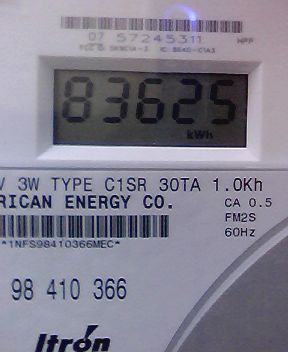 07 57245311
83625
kWh
V 3W TYPE C1SR 30TA 1.0Kh
RICAN ENERGY CO.
CA 0.5
FM2S
60Hz
*1NFS98410366MEC*
98 410 366
Itron